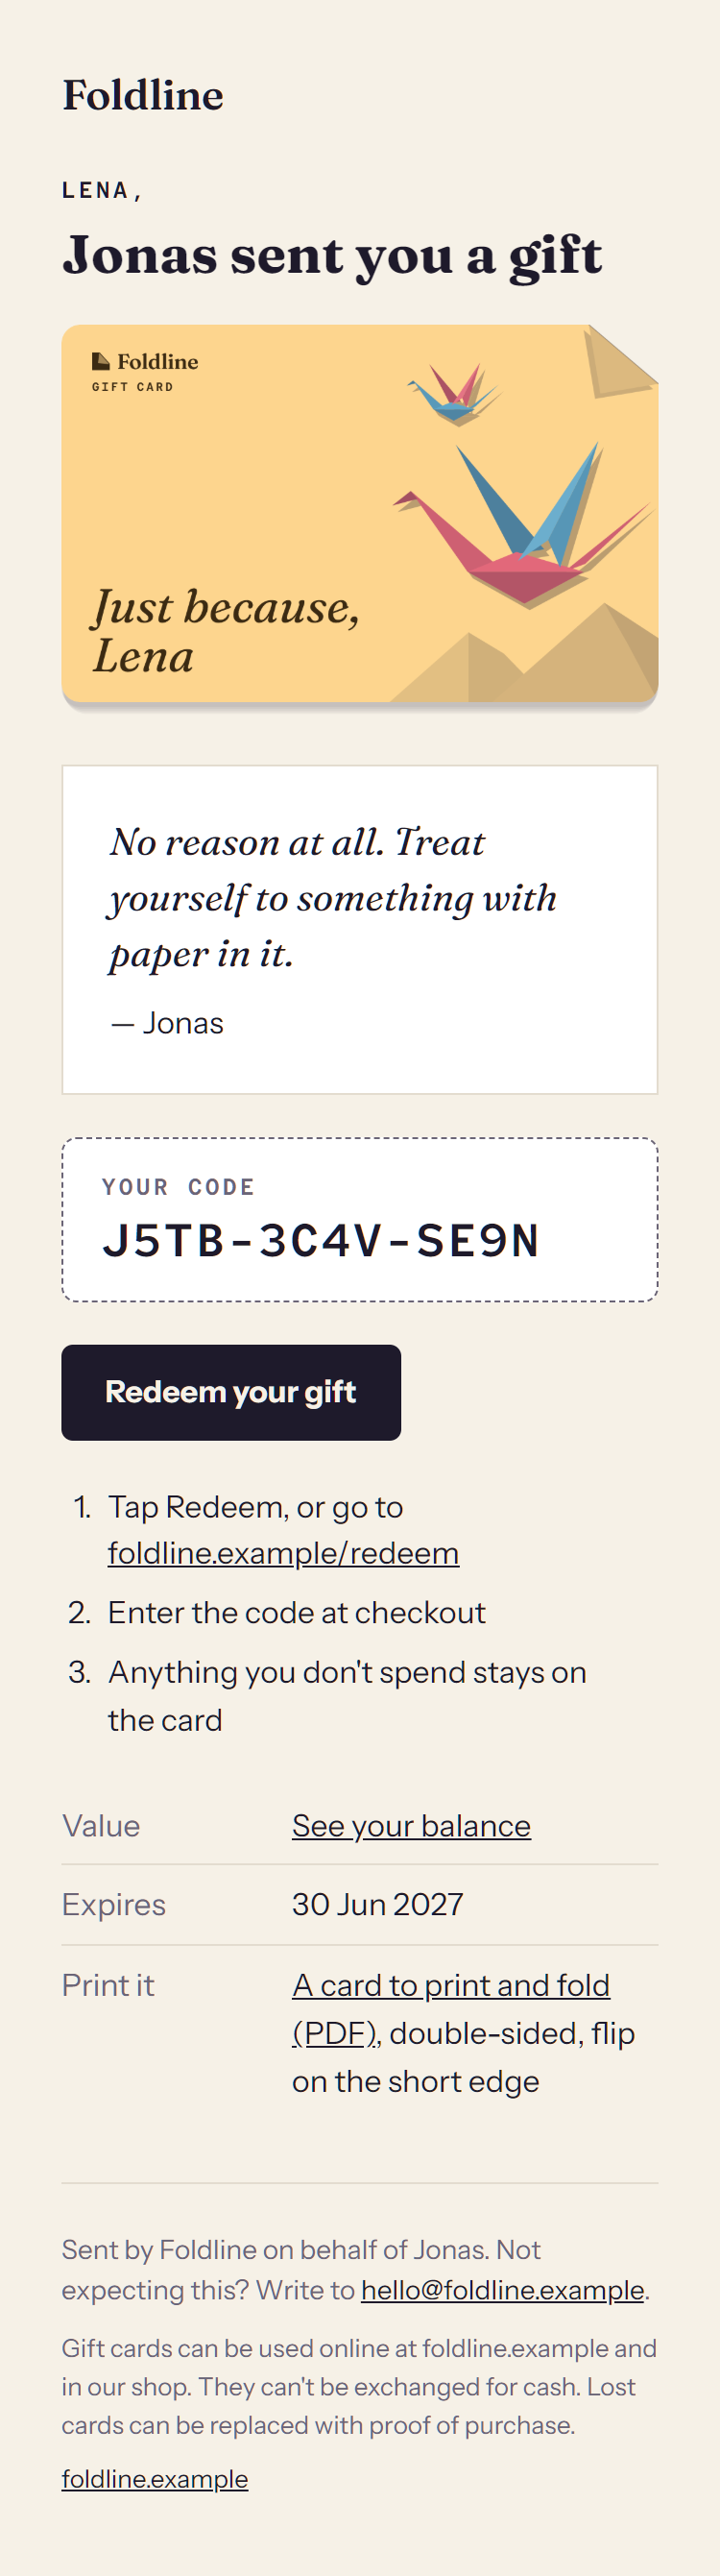 Foldline
LENA,
Jonas sent you a gift
Foldline
GIFT CARD
Just because,
Lena
No reason at all. Treat
yourself to something with
paper in it.
— Jonas
YOUR CODE
J5TB-3C4V-SE9N
Redeem your gift
1. Tap Redeem, or go to
foldline.example/redeem
2. Enter the code at checkout
3. Anything you don't spend stays on
the card
Value See your balance
Expires 30 Jun 2027
Print it A card to print and fold
(PDF), double-sided, flip
on the short edge
Sent by Foldline on behalf of Jonas. Not
expecting this? Write to hello@foldline.example.
Gift cards can be used online at foldline.example and
in our shop. They can't be exchanged for cash. Lost
cards can be replaced with proof of purchase.
foldline.example